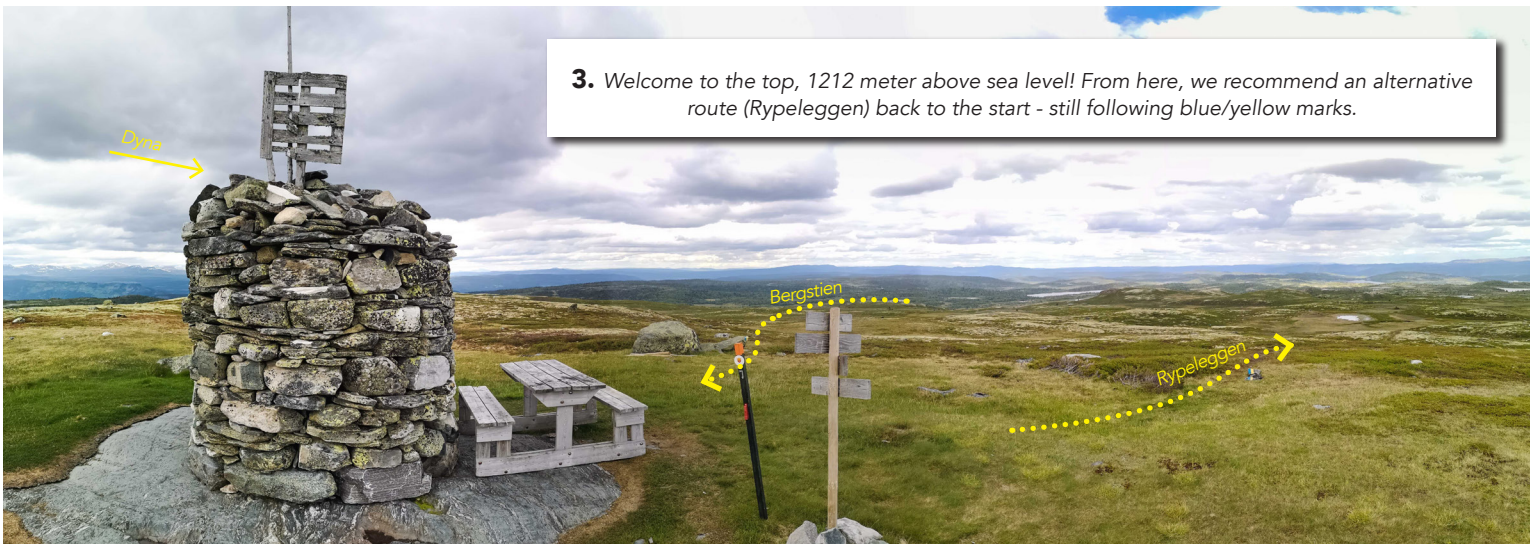 3. Welcome to the top, 1212 meter above sea level! From here, we recommend an alternative
route (Rypeleggen) back to the start - still following blue/yellow marks.
Dyna
Bergstien
Rypeleggen